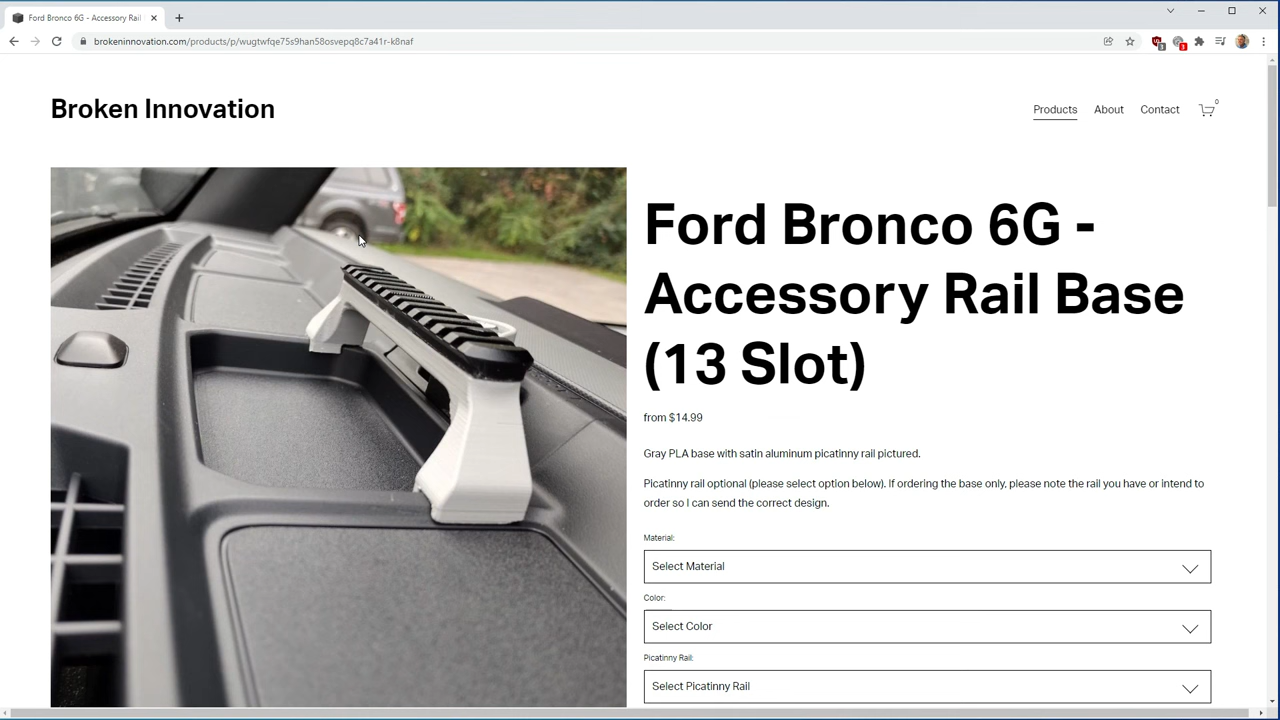 Ford Bronco 6G - Accessory Rail
brokeninnovation.com/products/p/wugtwfqe75s9han58osvepq8c7a41r-k8naf
Broken Innovation
Products
About
Contact
0
Ford Bronco 6G -
Accessory Rail Base
(13 Slot)
from $14.99
Gray PLA base with satin aluminum picatinny rail pictured.
Picatinny rail optional (please select option below). If ordering the base only, please note the rail you have or intend to
order so I can send the correct design.
Material:
Select Material
Color:
Select Color
Picatinny Rail:
Select Picatinny Rail